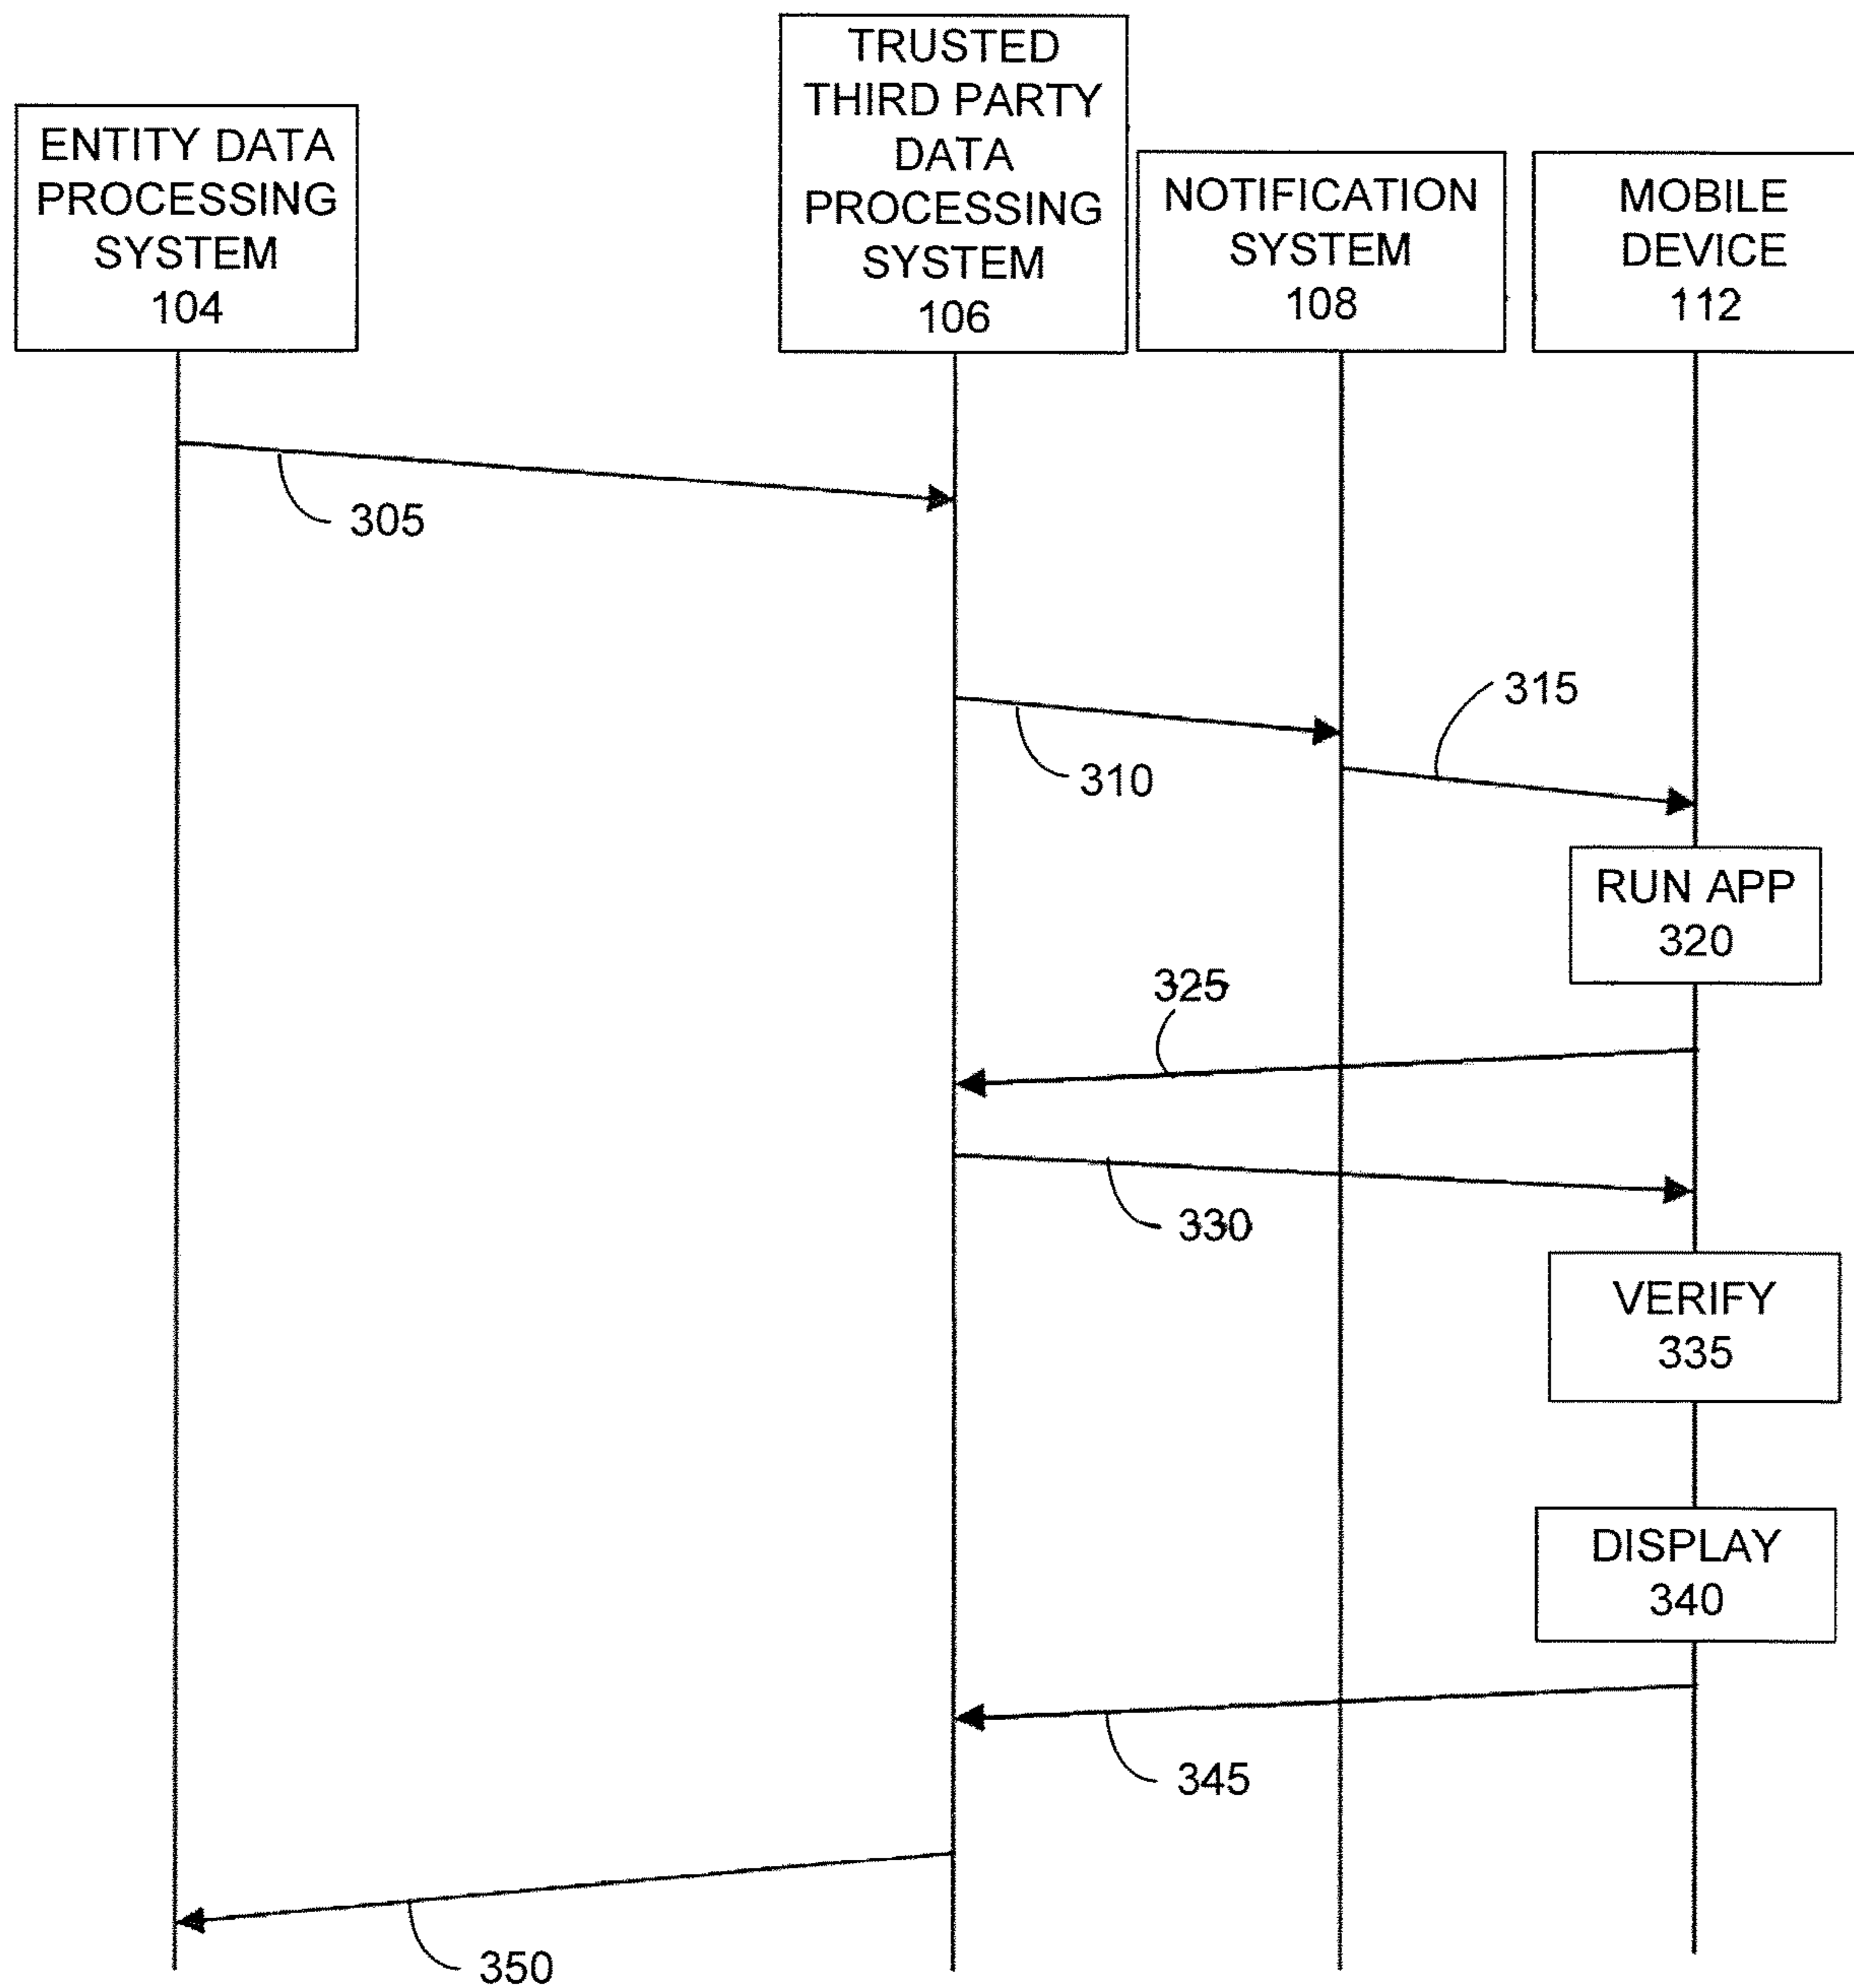 ENTITY DATA
PROCESSING
SYSTEM
104
TRUSTED
THIRD PARTY
DATA
PROCESSING
SYSTEM
106
NOTIFICATION
SYSTEM
108
MOBILE
DEVICE
112
305
310
315
RUN APP
320
325
330
VERIFY
335
DISPLAY
340
345
350